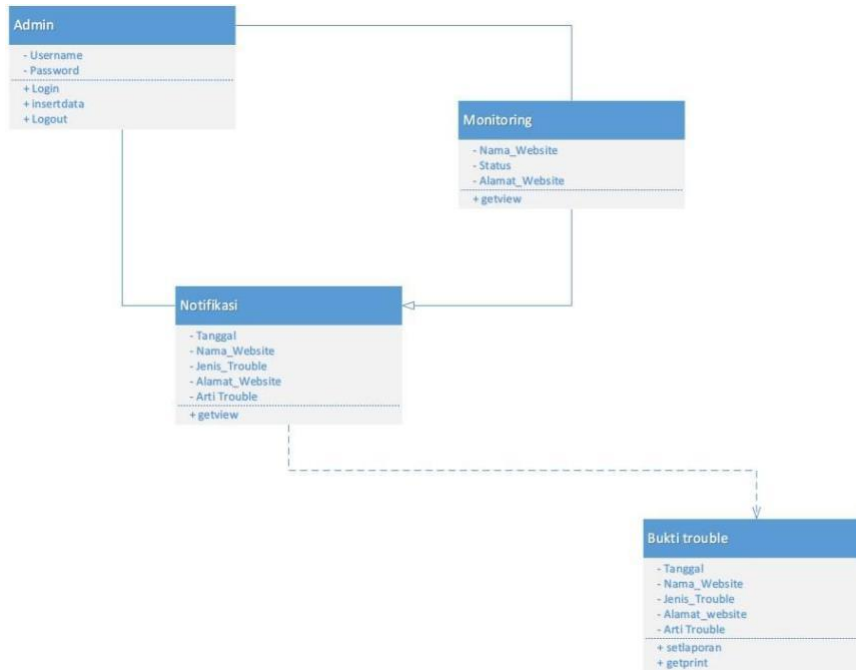 Admin
- Username
- Password
+ Login
+ insertdata
+ Logout
Monitoring
- Nama_Website
- Status
- Alamat_Website
+ getview
Notifikasi
- Tanggal
- Nama_Website
- Jenis_Trouble
- Alamat_Website
- Arti Trouble
+ getview
Bukti trouble
- Tanggal
- Nama_Website
- Jenis_Trouble
- Alamat_website
- Arti Trouble
+ setlaporan
+ getprint